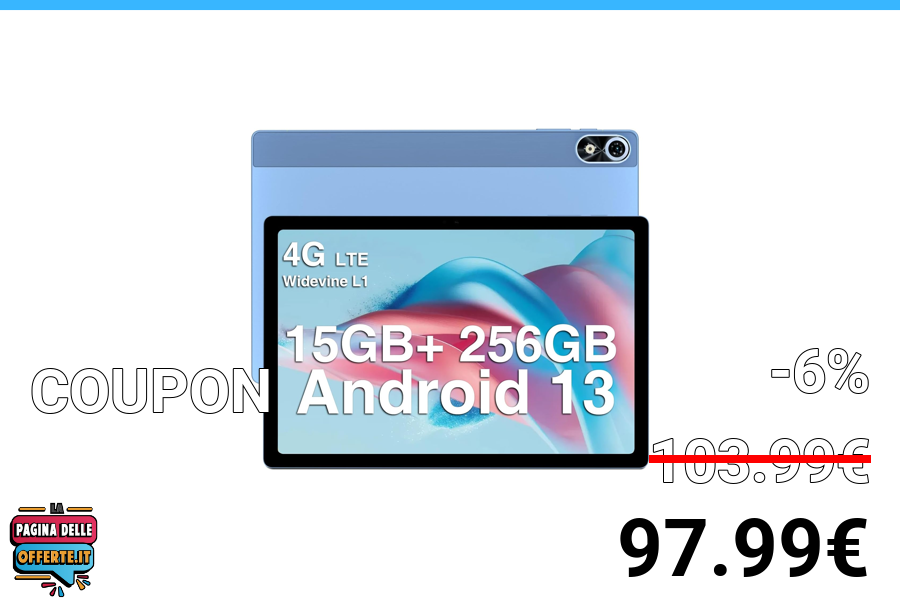 4G LTE
Widevine L1
15GB+ 256GB
Android 13
COUPON
-6%
103.99€
97.99€
LA
PAGINA DELLE
OFFERTE.IT